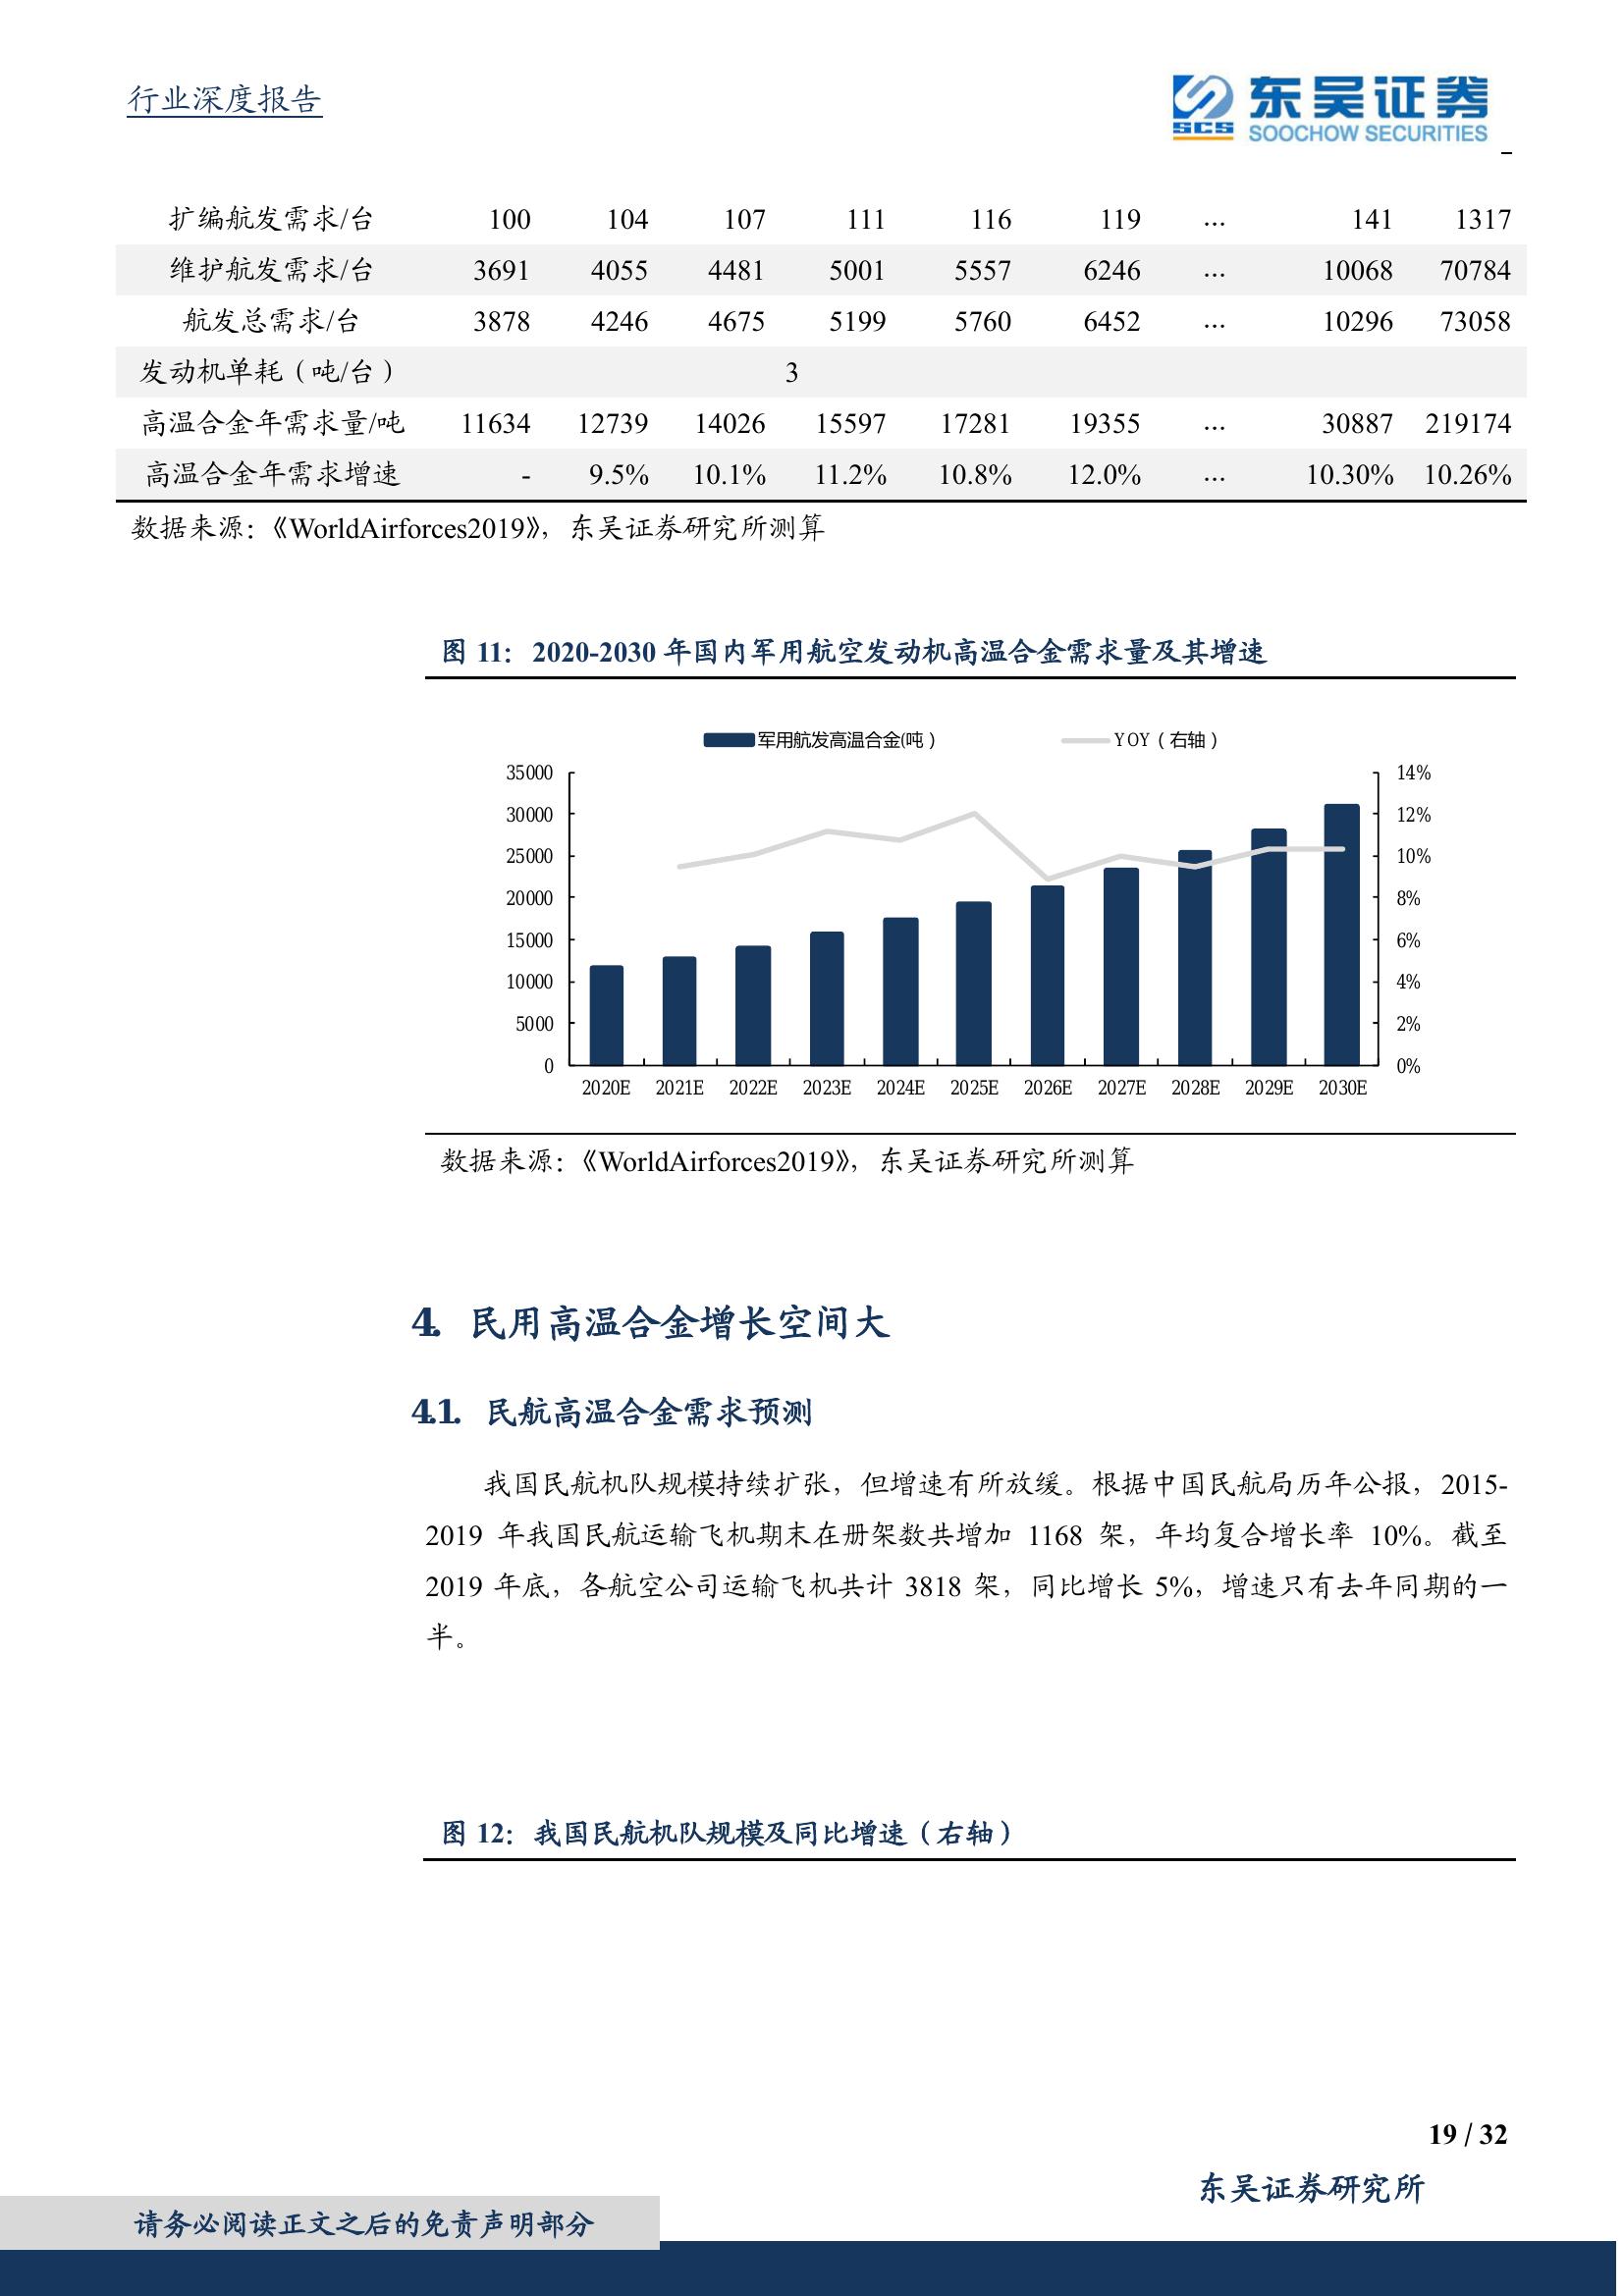 行业深度报告
SCS 东吴证券
SOOCHOW SECURITIES
扩编航发需求/台 100 104 107 111 116 119 ... 141 1317
维护航发需求/台 3691 4055 4481 5001 5557 6246 ... 10068 70784
航发总需求/台 3878 4246 4675 5199 5760 6452 ... 10296 73058
发动机单耗（吨/台） 3
高温合金年需求量/吨 11634 12739 14026 15597 17281 19355 ... 30887 219174
高温合金年需求增速 - 9.5% 10.1% 11.2% 10.8% 12.0% ... 10.30% 10.26%
数据来源：《WorldAirforces2019》，东吴证券研究所测算
图 11：2020-2030 年国内军用航空发动机高温合金需求量及其增速
军用航发高温合金(吨） YOY（右轴）
35000 14%
30000 12%
25000 10%
20000 8%
15000 6%
10000 4%
5000 2%
0 0%
2020E 2021E 2022E 2023E 2024E 2025E 2026E 2027E 2028E 2029E 2030E
数据来源：《WorldAirforces2019》，东吴证券研究所测算
4. 民用高温合金增长空间大
4.1. 民航高温合金需求预测
我国民航机队规模持续扩张，但增速有所放缓。根据中国民航局历年公报，2015-
2019 年我国民航运输飞机期末在册架数共增加 1168 架，年均复合增长率 10%。截至
2019 年底，各航空公司运输飞机共计 3818 架，同比增长 5%，增速只有去年同期的一
半。
图 12：我国民航机队规模及同比增速（右轴）
19 / 32
东吴证券研究所
请务必阅读正文之后的免责声明部分